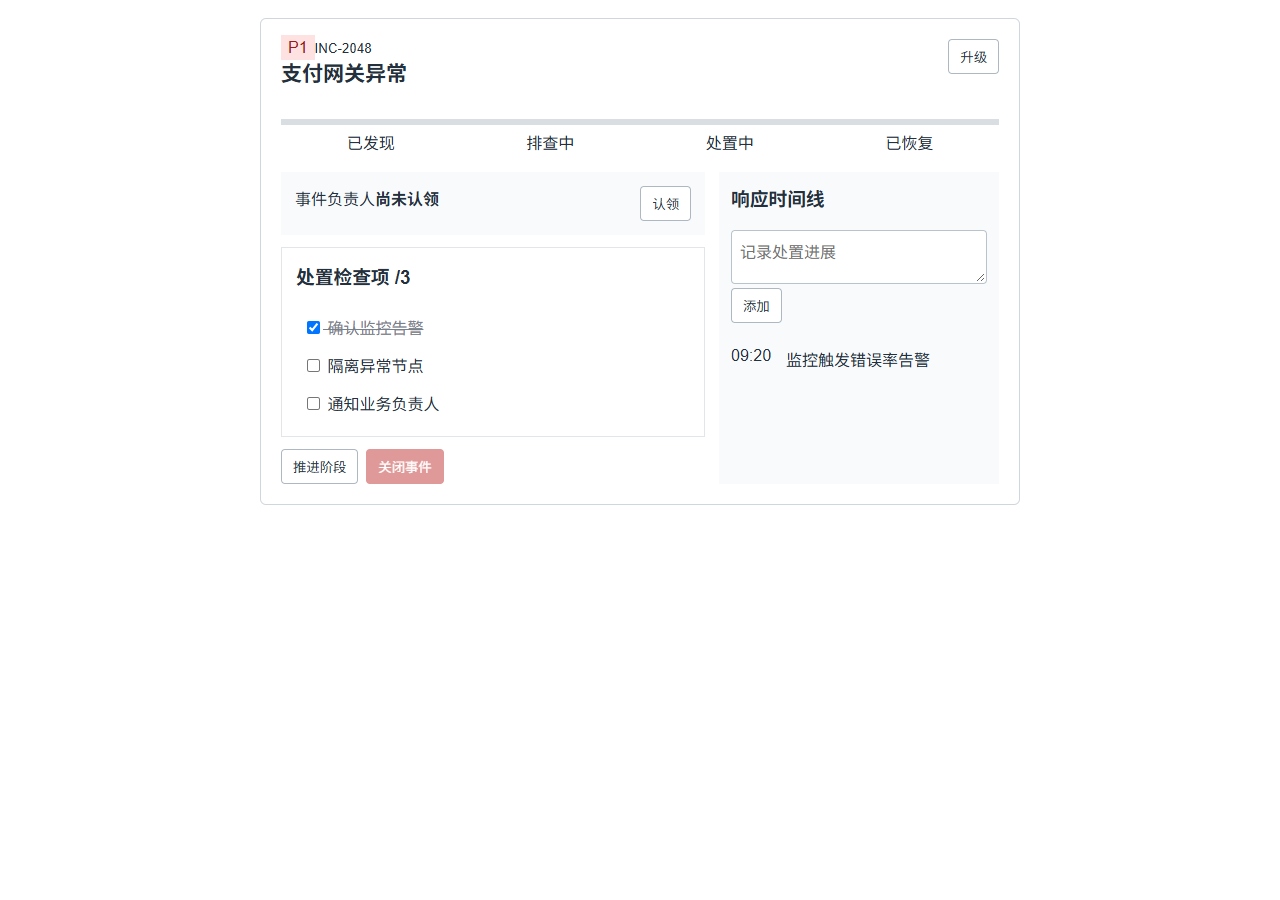 P1 INC-2048
支付网关异常
升级
已发现 排查中 处置中 已恢复
事件负责人尚未认领
认领
处置检查项 /3
确认监控告警
隔离异常节点
通知业务负责人
推进阶段 关闭事件
响应时间线
记录处置进展
添加
09:20 监控触发错误率告警